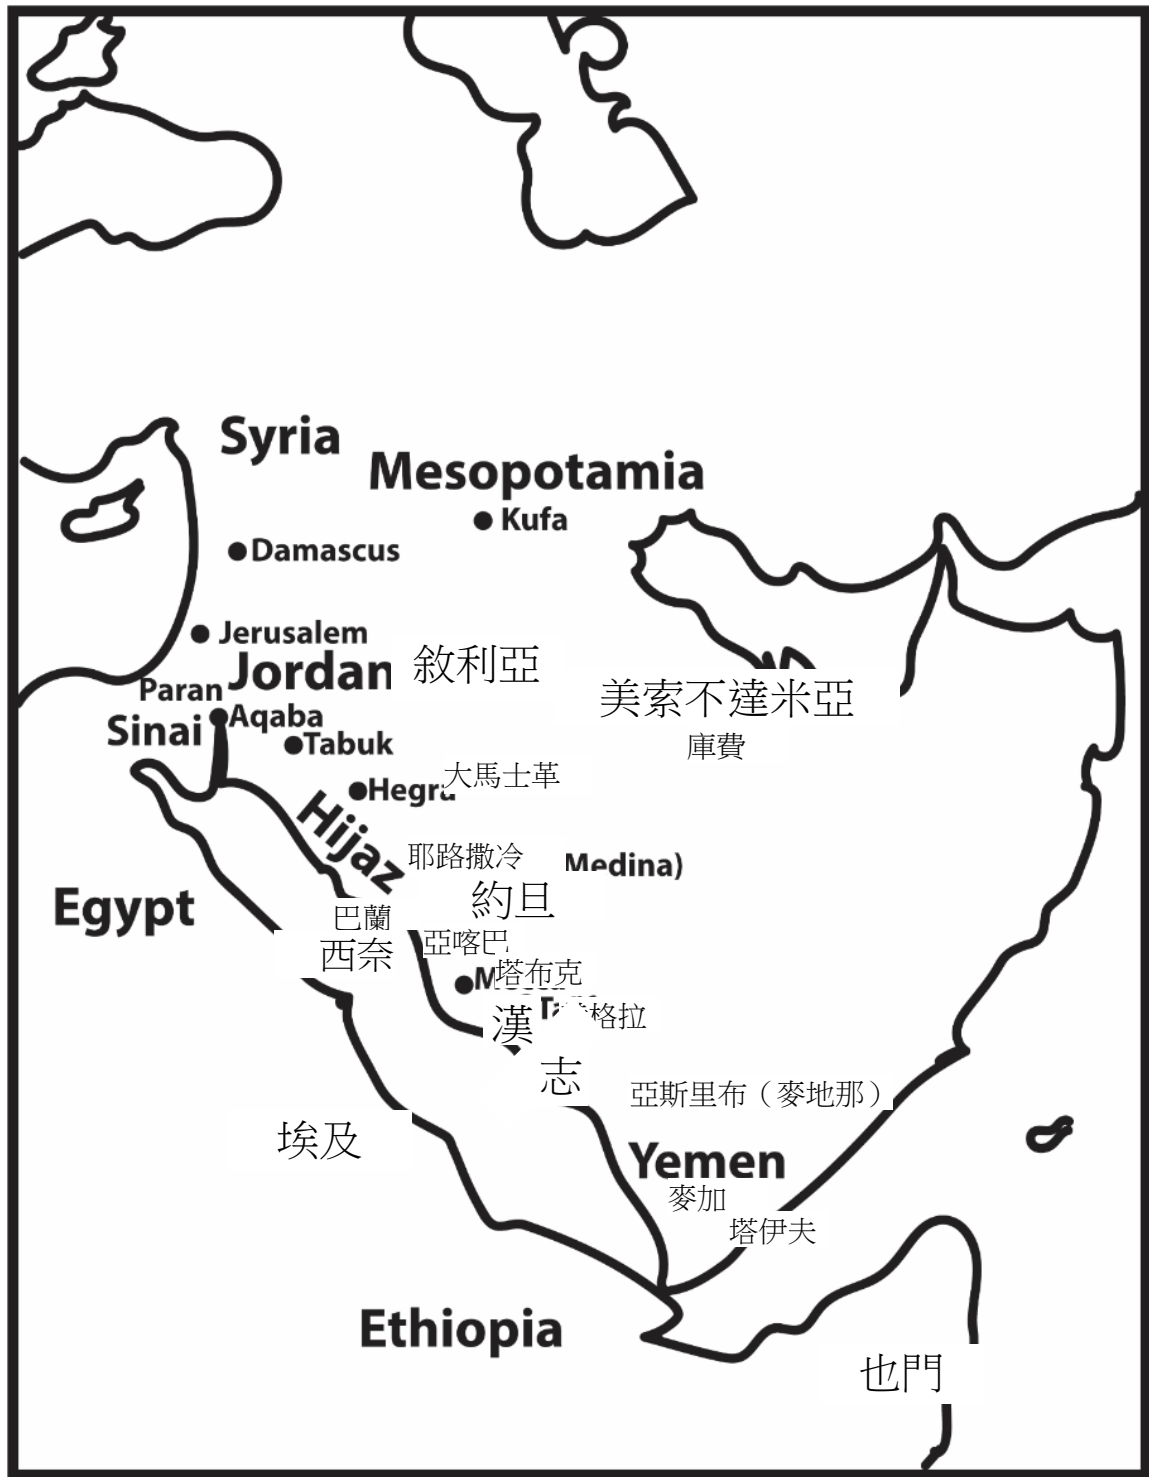 Syria
Mesopotamia
Kufa
Damascus
Jerusalem
Jordan
敘利亞
Paran
美索不達米亞
Aqaba
Sinai
Tabuk
庫費
大馬士革
Hegra
Hijaz
耶路撒冷
Medina)
約旦
Egypt
巴蘭
亞喀巴
西奈
塔布克
格拉
漢
志
亞斯里布（麥地那）
埃及
Yemen
麥加
塔伊夫
Ethiopia
也門